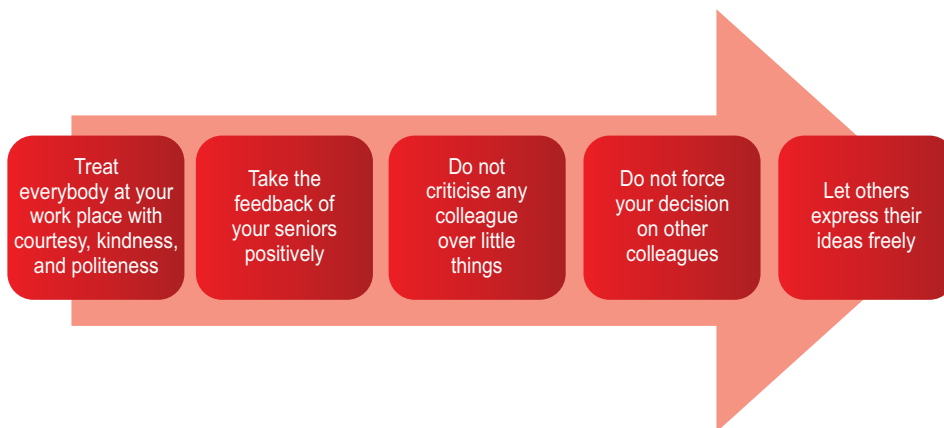 Treat
everybody at your
work place with
courtesy, kindness,
and politeness
Take the
feedback of
your seniors
positively
Do not
criticise any
colleague
over little
things
Do not force
your decision
on other
colleagues
Let others
express their
ideas freely